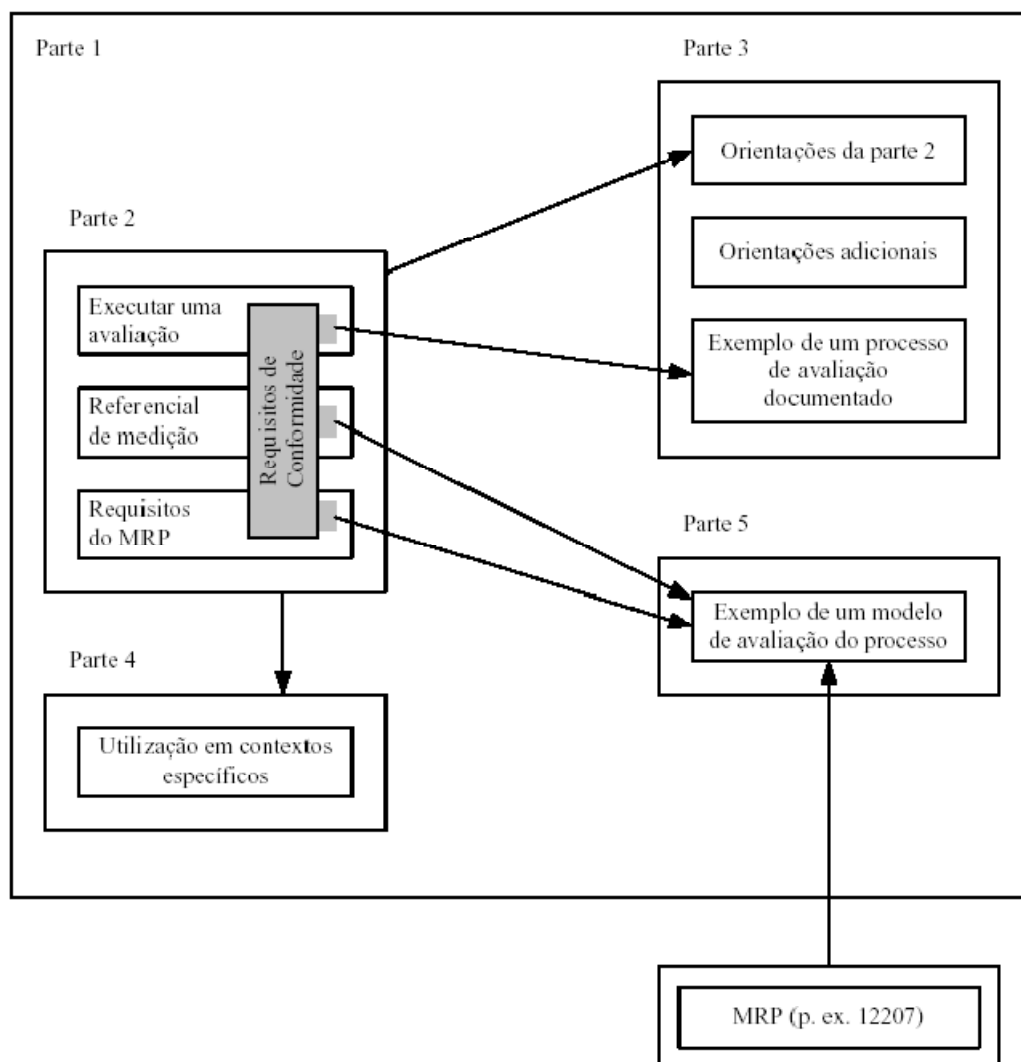 Parte 1
Parte 3
Orientações da parte 2
Orientações adicionais
Exemplo de um processo
de avaliação
documentado
Parte 2
Executar uma
avaliação
Referencial
de medição
Requisitos
do MRP
Requisitos de
Conformidade
Parte 5
Exemplo de um modelo
de avaliação do processo
Parte 4
Utilização em contextos
específicos
MRP (p. ex. 12207)